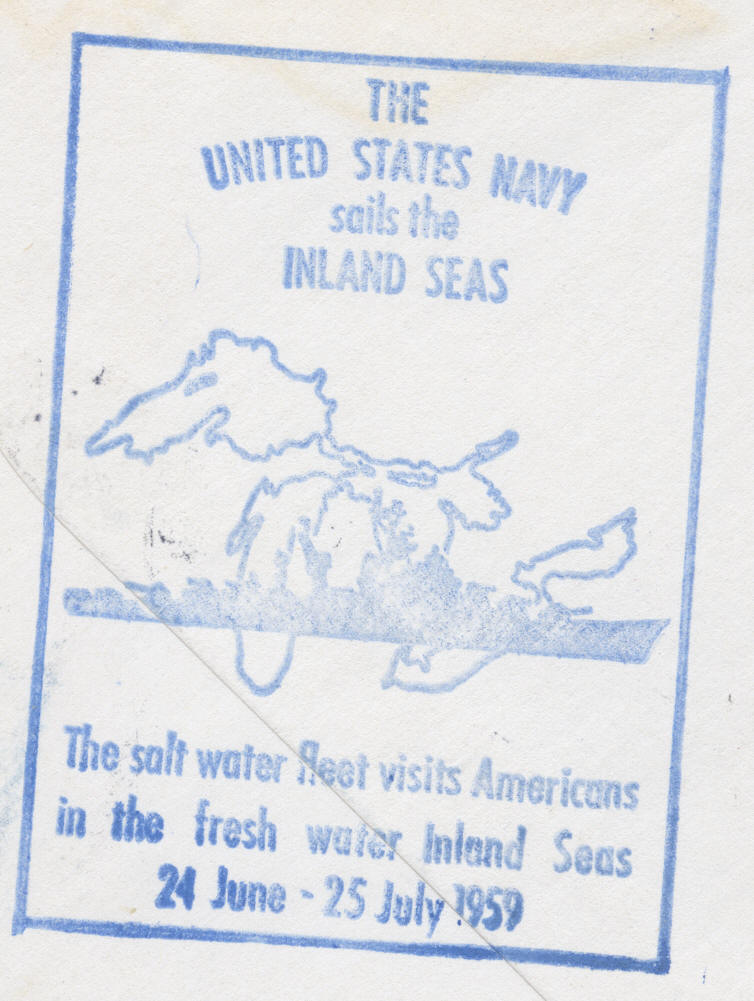 THE
UNITED STATES NAVY
sails the
INLAND SEAS
The salt water fleet visits Americans
in the fresh water Inland Seas
24 June - 25 July 1959